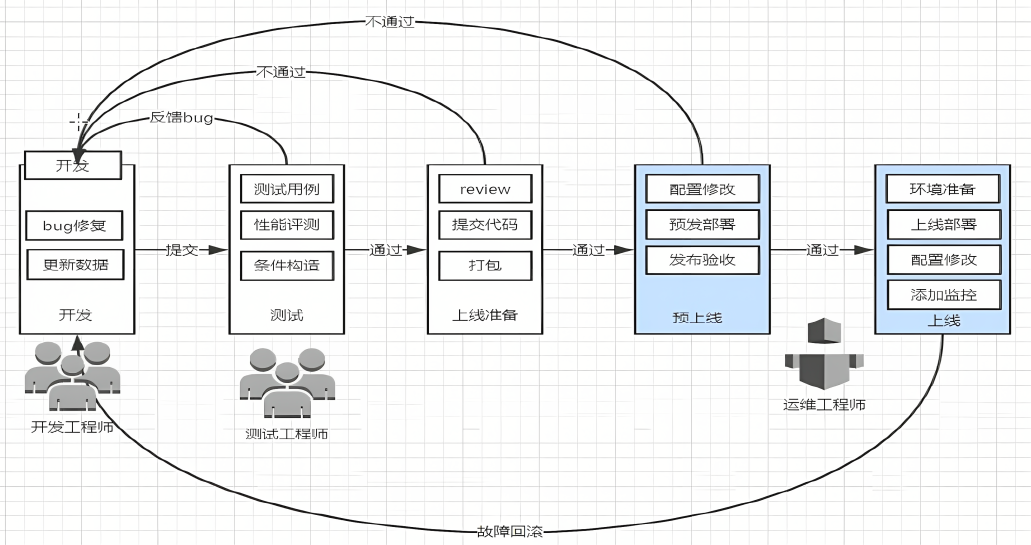 不通过
不通过
反馈bug
开发
bug修复
更新数据
开发
提交
测试用例
性能评测
条件构造
测试
通过
review
提交代码
打包
上线准备
通过
配置修改
预发部署
发布验收
预上线
通过
环境准备
上线部署
配置修改
添加监控
上线
开发工程师
测试工程师
运维工程师
故障回滚